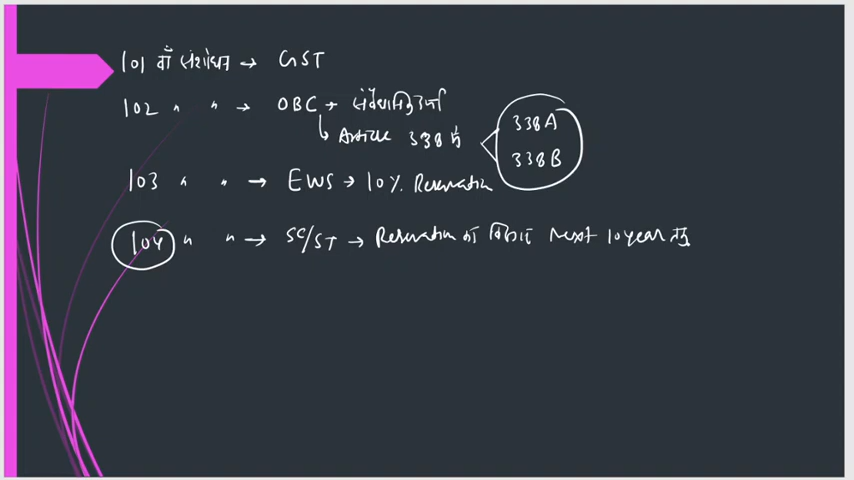 101 वाँ संशोधन → GST
102 " " → OBC → संवैधानिक दर्जा
↳ Article 338 में < 338A
338B
103 " " → EWS → 10% Reservation
104 " " → SC/ST → Reservation का विस्तार Next 10 year